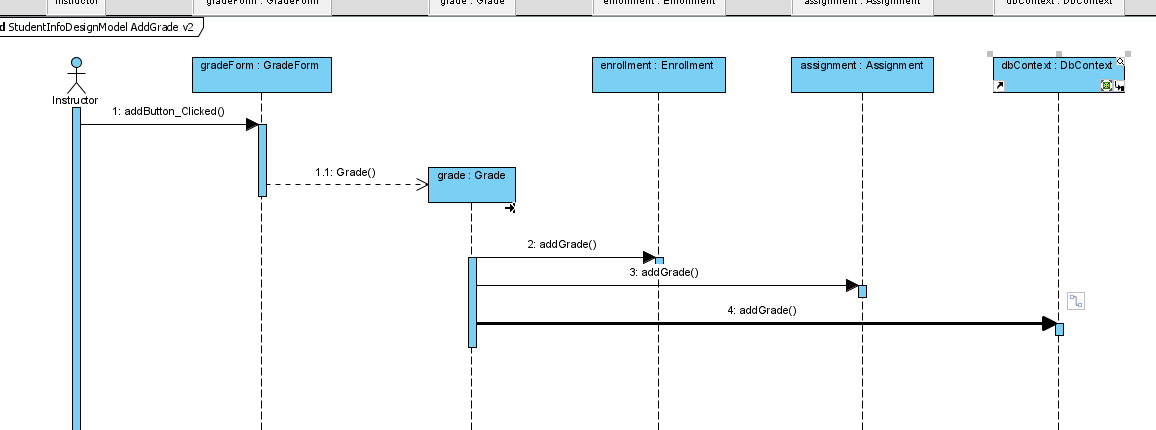 Instructor
gradeForm : GradeForm
grade : Grade
enrollment : Enrollment
assignment : Assignment
dbContext : DbContext
d StudentInfoDesignModel AddGrade v2
gradeForm : GradeForm
enrollment : Enrollment
assignment : Assignment
dbContext : DbContext
Instructor
1: addButton_Clicked()
1.1: Grade()
grade : Grade
2: addGrade()
3: addGrade()
4: addGrade()